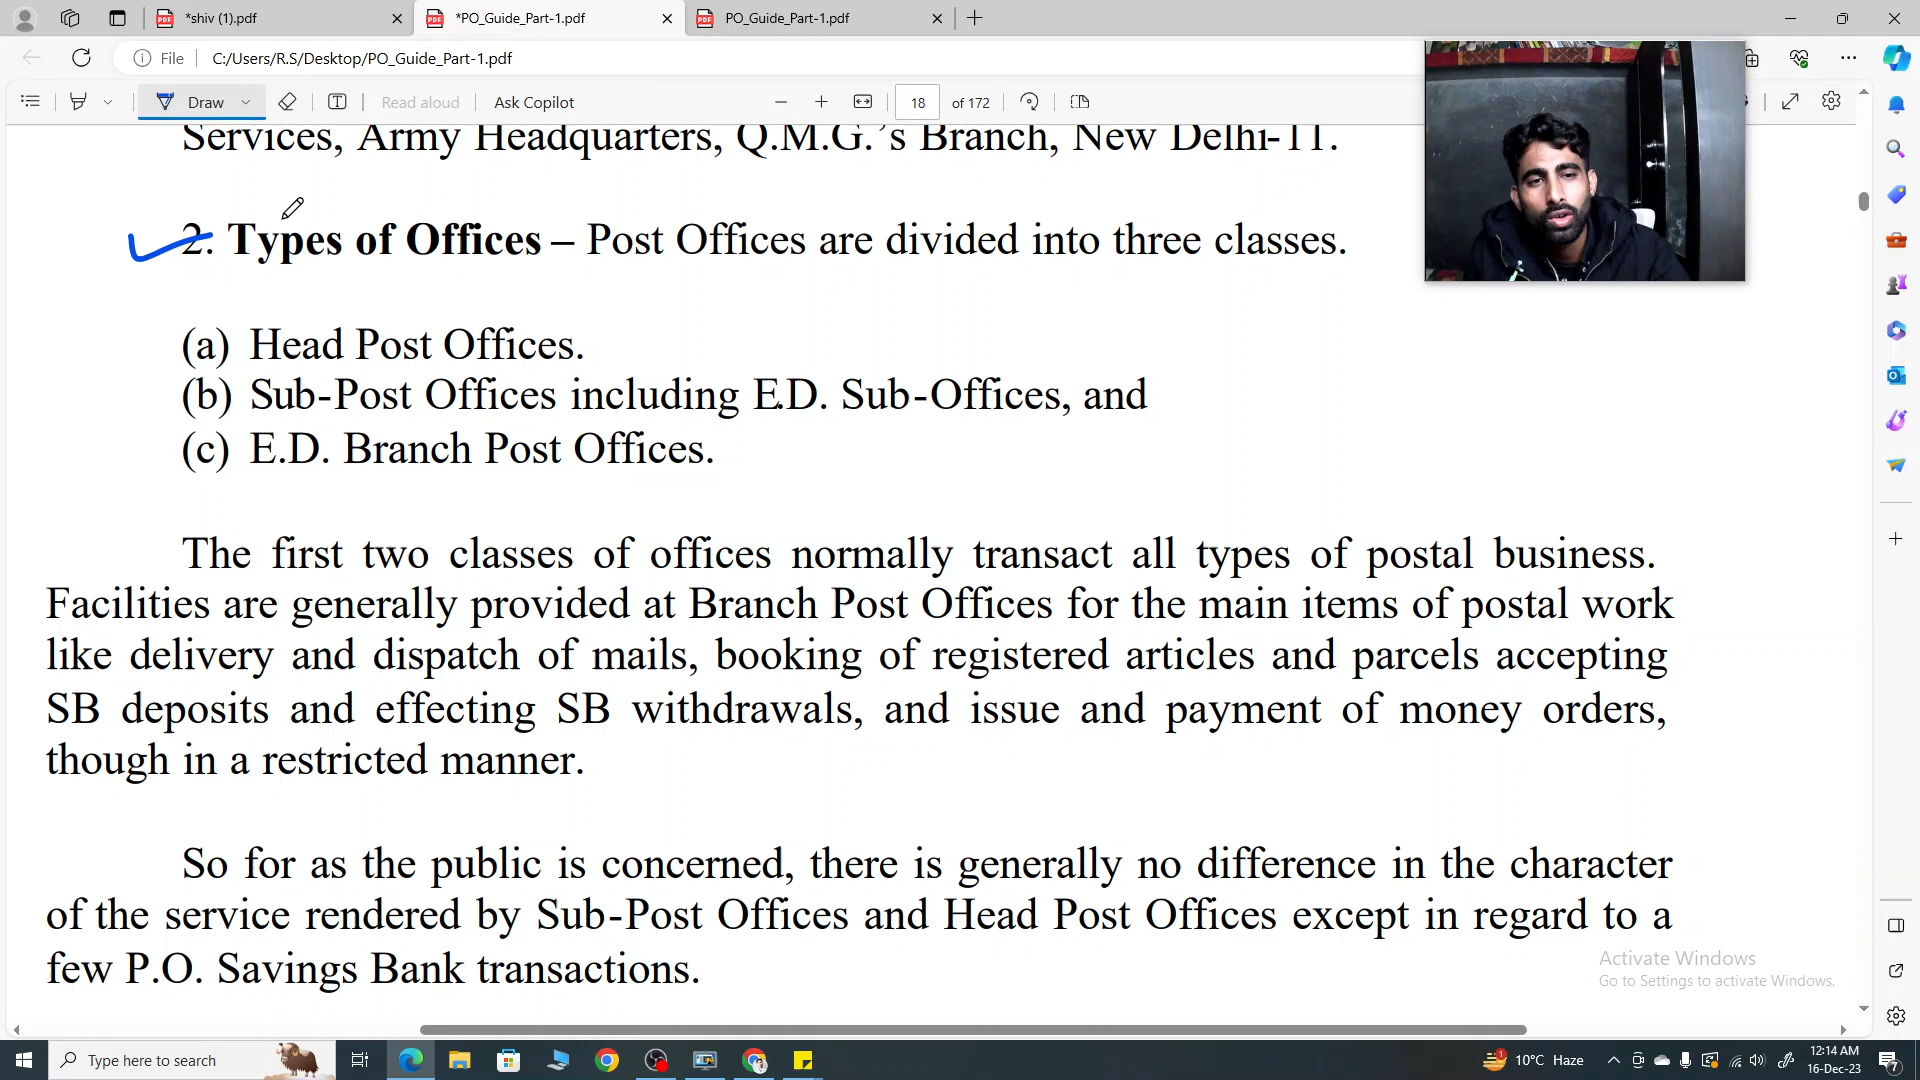 *shiv (1).pdf
*PO_Guide_Part-1.pdf
PO_Guide_Part-1.pdf
File
C:/Users/R.S/Desktop/PO_Guide_Part-1.pdf
Draw
Read aloud
Ask Copilot
18
of 172
Services, Army Headquarters, Q.M.G.'s Branch, New Delhi-11.
2. Types of Offices – Post Offices are divided into three classes.
(a) Head Post Offices.
(b) Sub-Post Offices including E.D. Sub-Offices, and
(c) E.D. Branch Post Offices.
The first two classes of offices normally transact all types of postal business.
Facilities are generally provided at Branch Post Offices for the main items of postal work
like delivery and dispatch of mails, booking of registered articles and parcels accepting
SB deposits and effecting SB withdrawals, and issue and payment of money orders,
though in a restricted manner.
So for as the public is concerned, there is generally no difference in the character
of the service rendered by Sub-Post Offices and Head Post Offices except in regard to a
few P.O. Savings Bank transactions.
Activate Windows
Go to Settings to activate Windows.
Type here to search
1
10°C Haze
12:14 AM
16-Dec-23
7